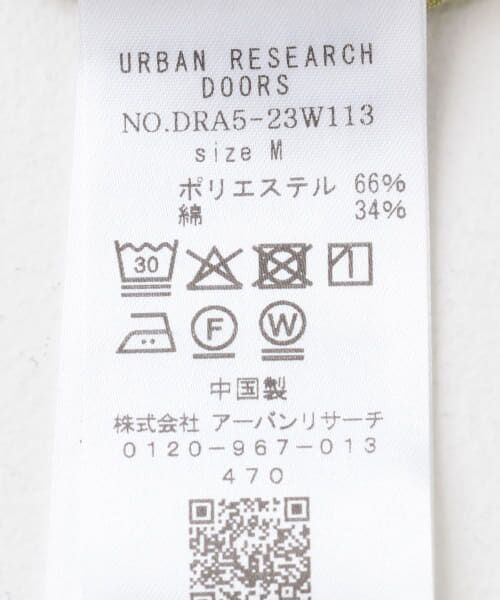 URBAN RESEARCH
DOORS
NO.DRA5-23W113
size M
ポリエステル 66%
綿 34%
30
F W
中国製
株式会社 アーバンリサーチ
0120-967-013
470